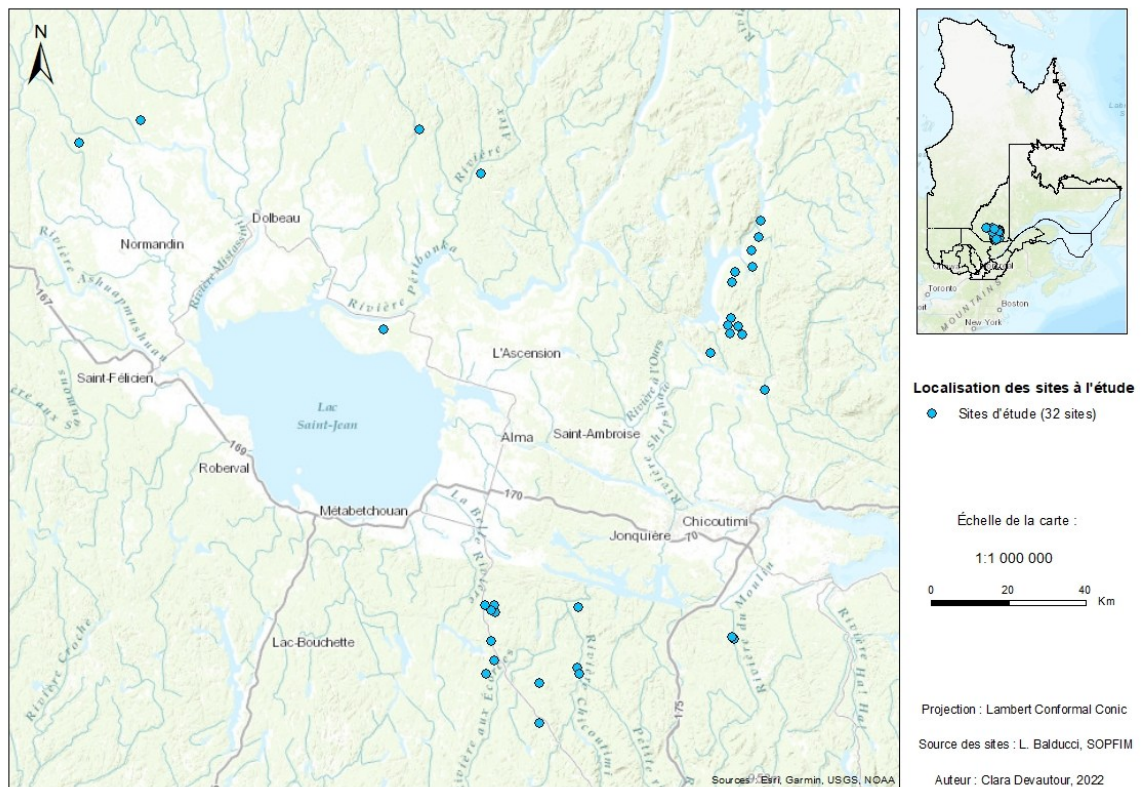 N
Rivière Alex
Dolbeau
Normandin
Rivière Mistassini
Rivière Ashuapmushuan
Rivière Péribonka
167
Saint-Félicien
L'Ascension
Rivière à l'Ours
Rivière Shipshaw
Lac
Saint-Jean
Alma
Saint-Ambroise
169
Roberval
170
Métabetchouan
La Belle Rivière
Chicoutimi
Jonquière
70
Lac-Bouchette
Rivière du Moulin
Rivière Ha! Ha!
Rivière Croche
Rivière aux Écorces
Rivière Chicoutimi
175
Petite
Sources : Esri, Garmin, USGS, NOAA
Toronto
Boston
MOUNTAINS
New York
Localisation des sites à l'étude
Sites d'étude (32 sites)
Échelle de la carte :
1:1 000 000
0 20 40
Km
Projection : Lambert Conformal Conic
Source des sites : L. Balducci, SOPFIM
Auteur : Clara Devautour, 2022